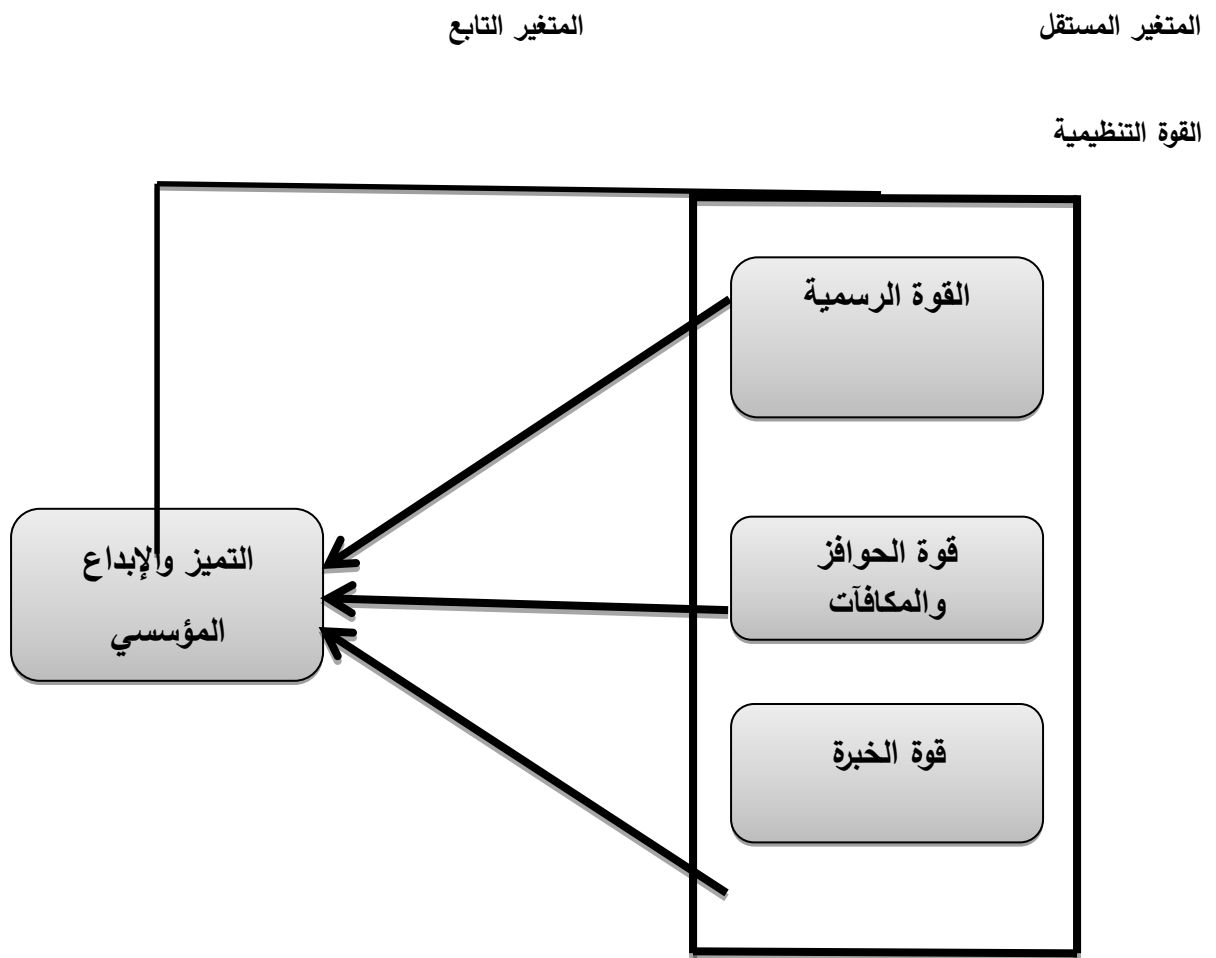 المتغير المستقل
المتغير التابع
القوة التنظيمية
القوة الرسمية
قوة الحوافز
والمكافآت
قوة الخبرة
التميز والإبداع
المؤسسي